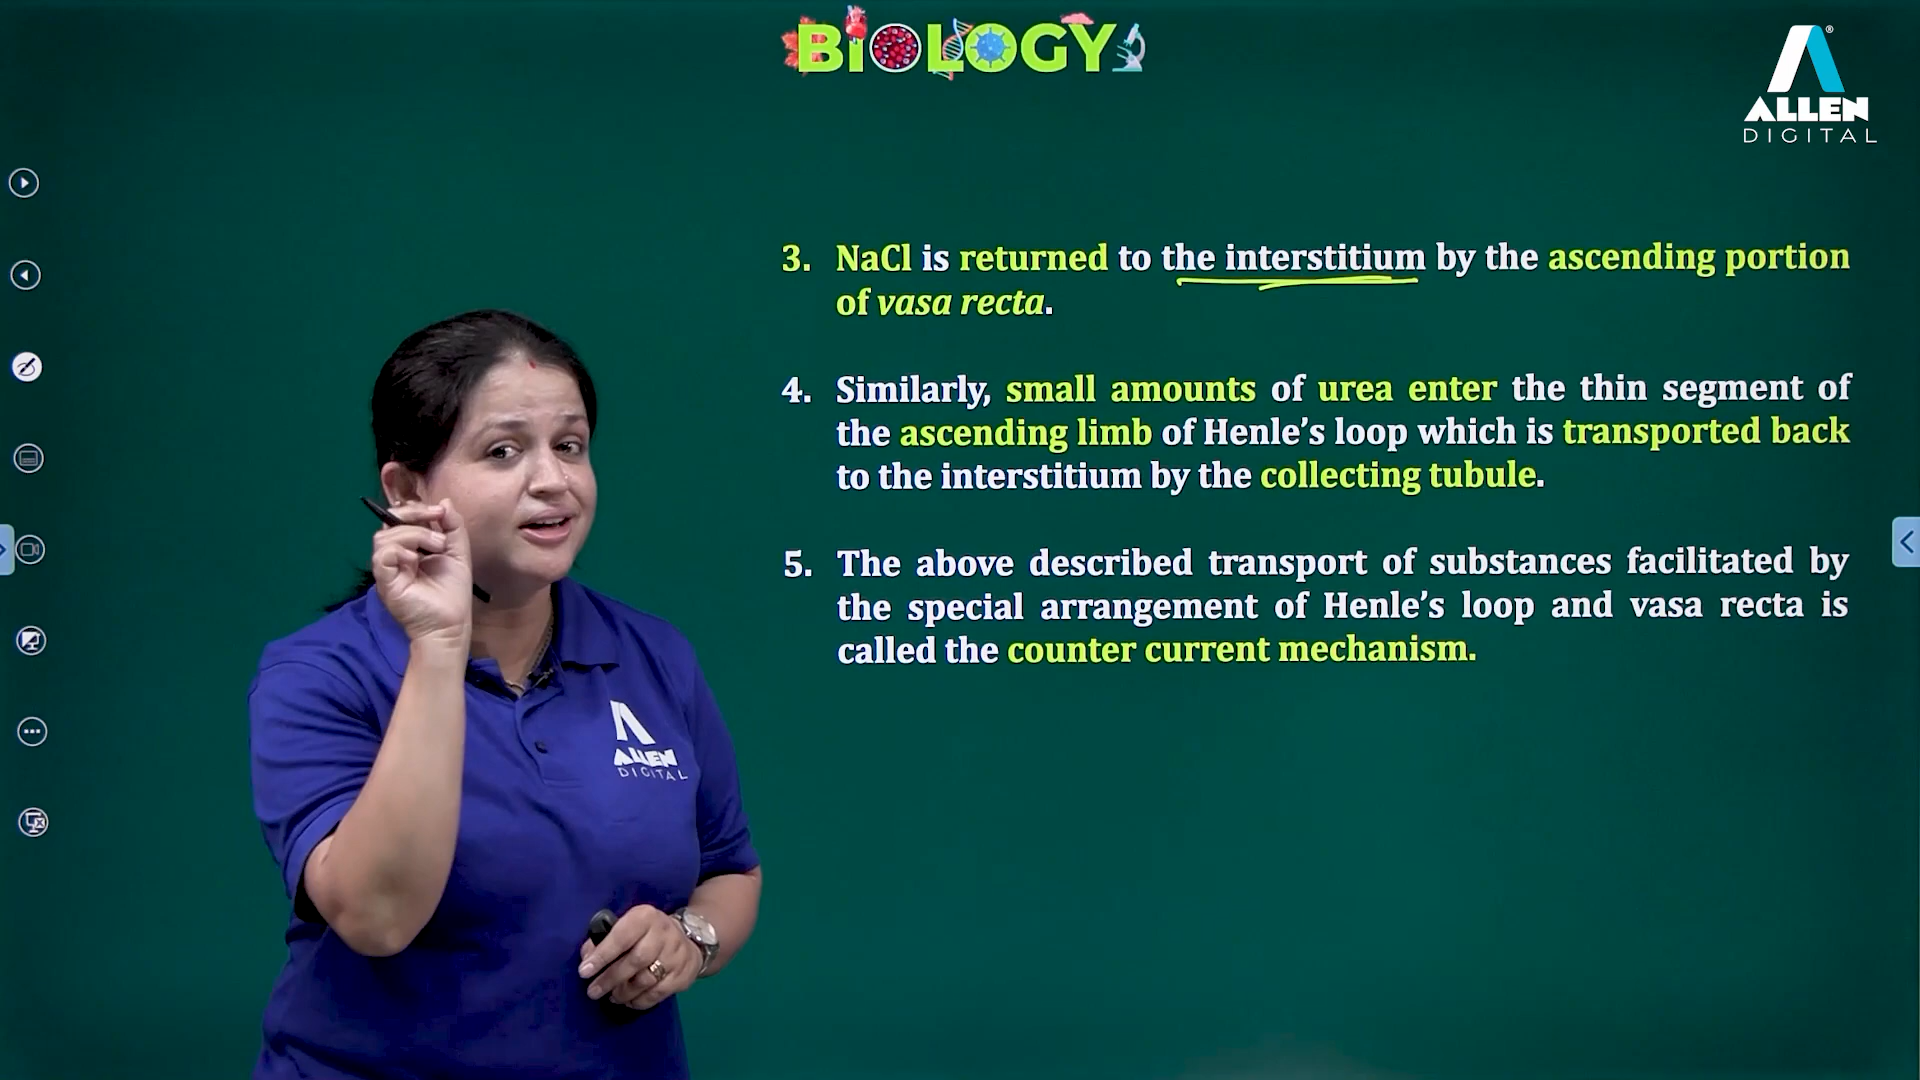 BIOLOGY
ALLEN
DIGITAL
3. NaCl is returned to the interstitium by the ascending portion
of vasa recta.
4. Similarly, small amounts of urea enter the thin segment of
the ascending limb of Henle’s loop which is transported back
to the interstitium by the collecting tubule.
5. The above described transport of substances facilitated by
the special arrangement of Henle’s loop and vasa recta is
called the counter current mechanism.
ALLEN
DIGITAL